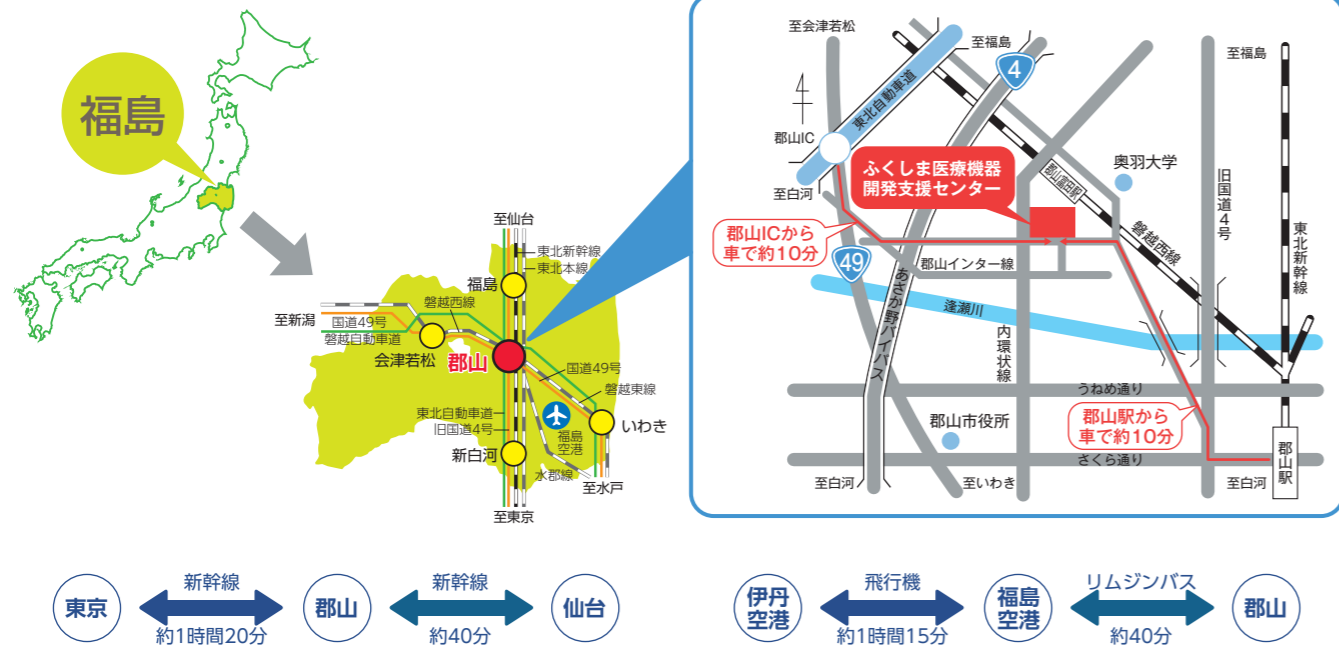 福島
至仙台
東北新幹線
東北本線
福島
磐越西線
至新潟
国道49号
磐越自動車道
会津若松
郡山
国道49号
磐越東線
東北自動車道
旧国道4号
福島
空港
いわき
新白河
水郡線
至水戸
至東京
至会津若松
至福島
4
至福島
東北自動車道
郡山IC
至白河
ふくしま医療機器
開発支援センター
郡山富田駅
奥羽大学
旧国道4号
東北新幹線
磐越西線
郡山ICから
車で約10分
49
郡山インター線
あさか野バイパス
逢瀬川
内環状線
うねめ通り
郡山市役所
郡山駅から
車で約10分
さくら通り
至白河
至いわき
至白河
郡山駅
東京
新幹線
約1時間20分
郡山
新幹線
約40分
仙台
伊丹
空港
飛行機
約1時間15分
福島
空港
リムジンバス
約40分
郡山